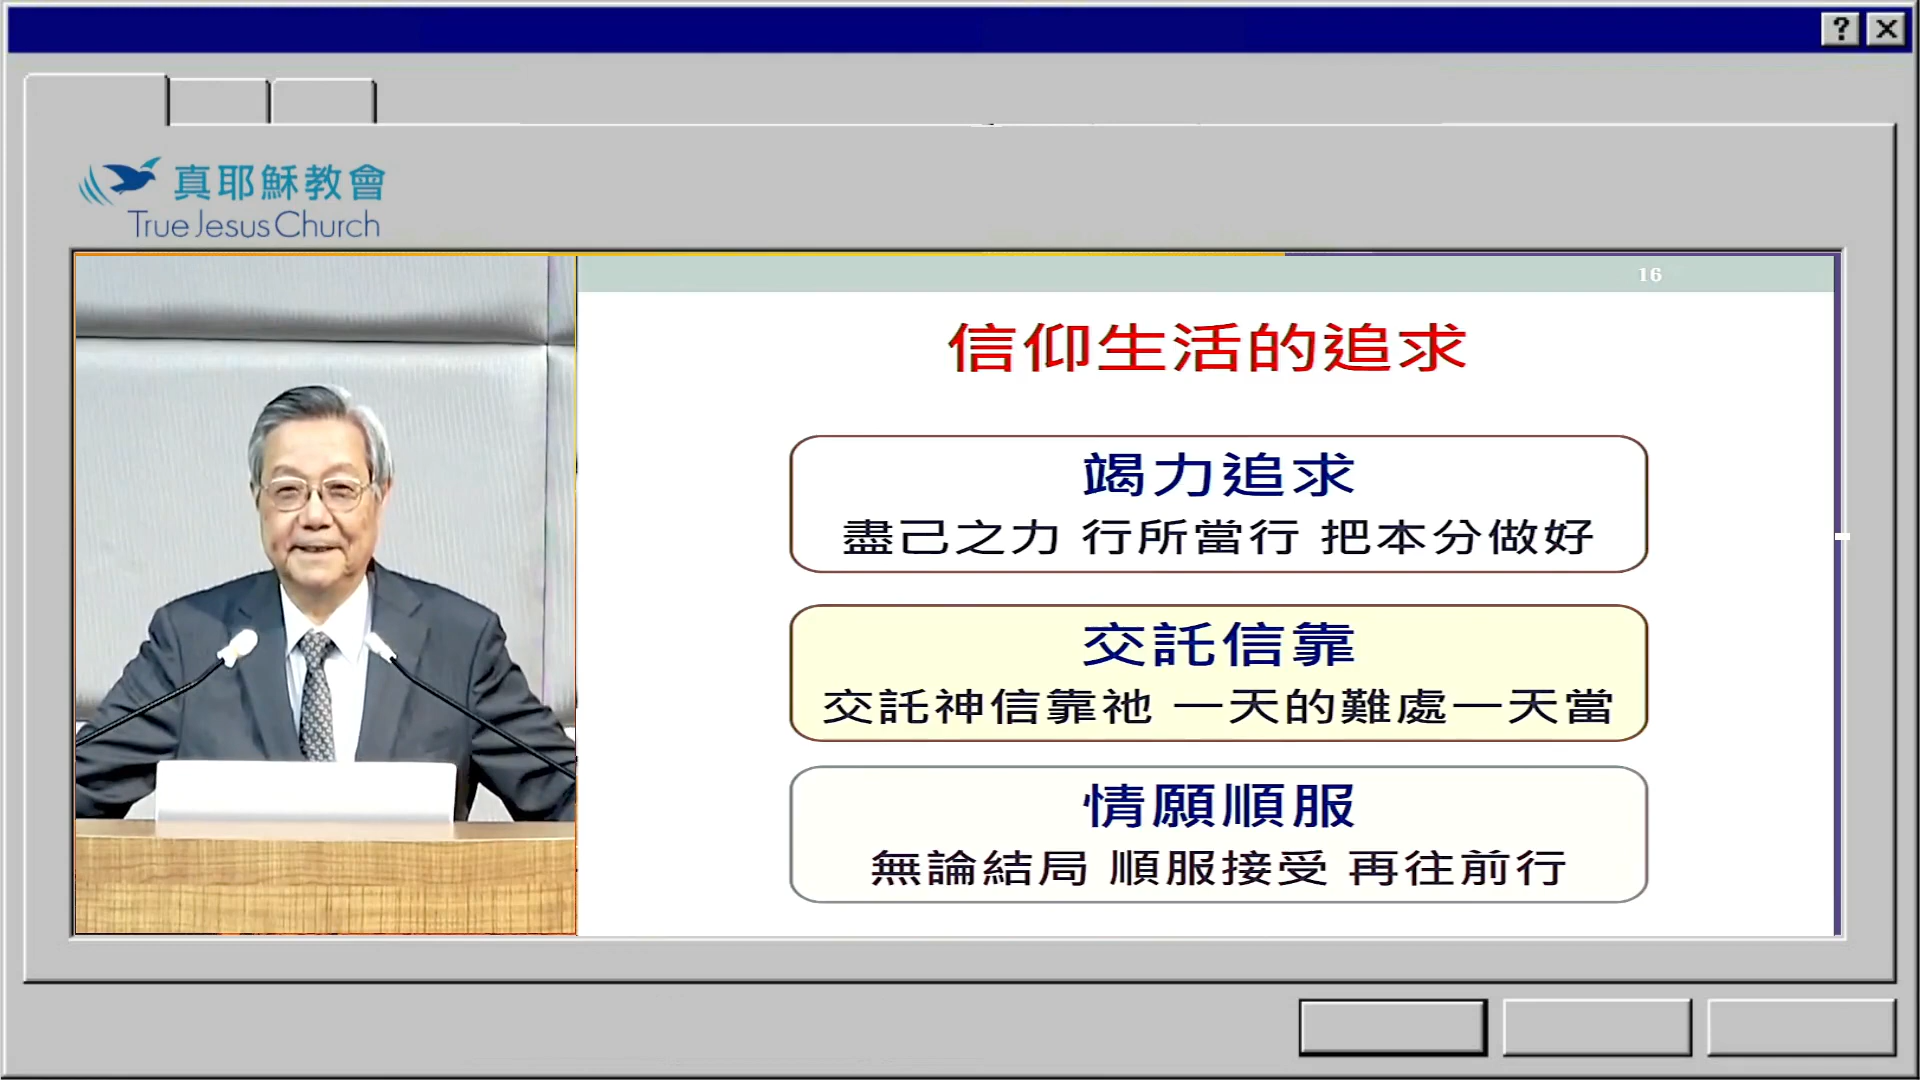 真耶穌教會
True Jesus Church
16
信仰生活的追求
竭力追求
盡己之力 行所當行 把本分做好
交託信靠
交託神信靠祂 一天的難處一天當
情願順服
無論結局 順服接受 再往前行